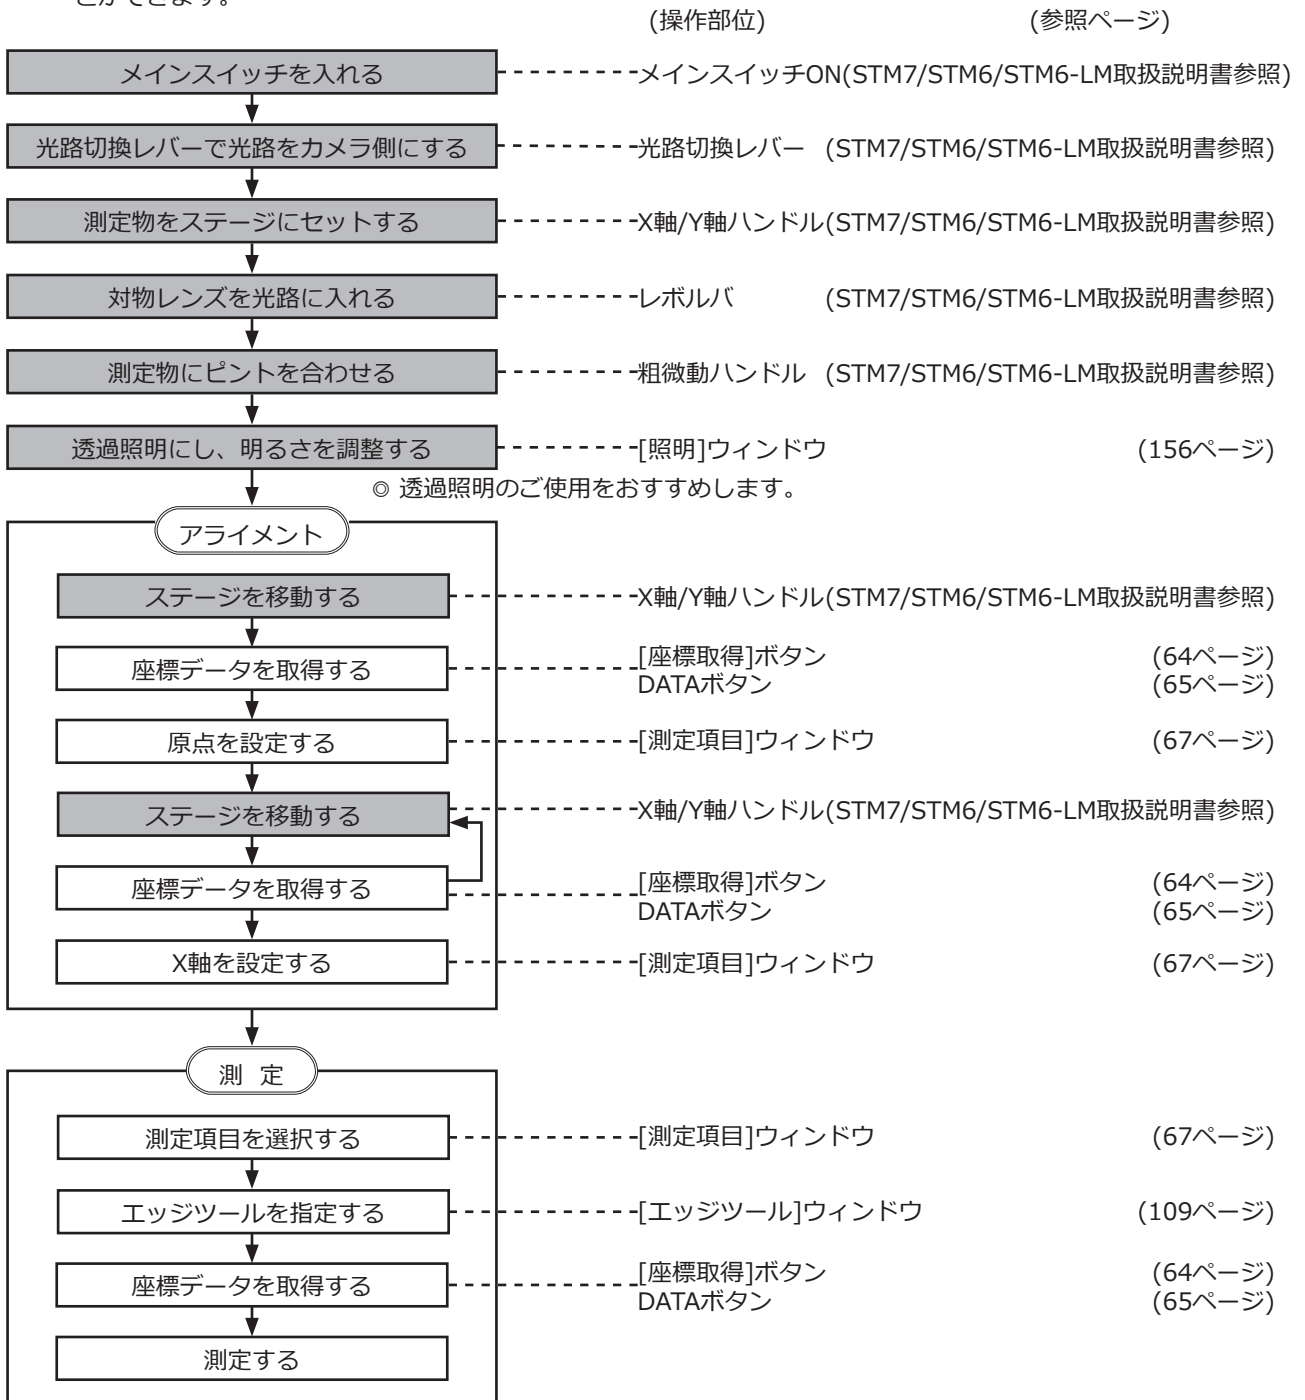 とができます。
(操作部位) (参照ページ)
メインスイッチを入れる メインスイッチON(STM7/STM6/STM6-LM取扱説明書参照)
光路切換レバーで光路をカメラ側にする 光路切換レバー (STM7/STM6/STM6-LM取扱説明書参照)
測定物をステージにセットする X軸/Y軸ハンドル(STM7/STM6/STM6-LM取扱説明書参照)
対物レンズを光路に入れる レボルバ (STM7/STM6/STM6-LM取扱説明書参照)
測定物にピントを合わせる 粗微動ハンドル (STM7/STM6/STM6-LM取扱説明書参照)
透過照明にし、明るさを調整する [照明]ウィンドウ (156ページ)
◎ 透過照明のご使用をおすすめします。
アライメント
ステージを移動する X軸/Y軸ハンドル(STM7/STM6/STM6-LM取扱説明書参照)
座標データを取得する [座標取得]ボタン (64ページ)
DATAボタン (65ページ)
原点を設定する [測定項目]ウィンドウ (67ページ)
ステージを移動する X軸/Y軸ハンドル(STM7/STM6/STM6-LM取扱説明書参照)
座標データを取得する [座標取得]ボタン (64ページ)
DATAボタン (65ページ)
X軸を設定する [測定項目]ウィンドウ (67ページ)
測 定
測定項目を選択する [測定項目]ウィンドウ (67ページ)
エッジツールを指定する [エッジツール]ウィンドウ (109ページ)
座標データを取得する [座標取得]ボタン (64ページ)
DATAボタン (65ページ)
測定する